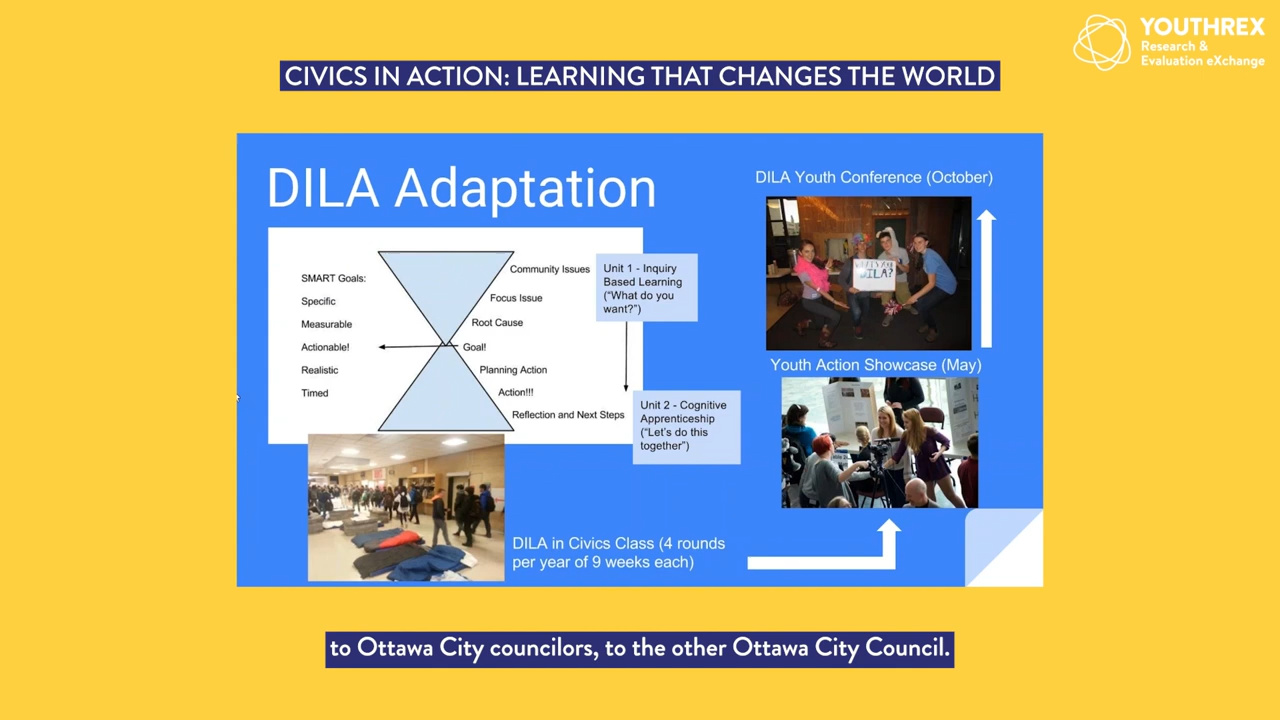 YOUTHREX
Research &
Evaluation eXchange
CIVICS IN ACTION: LEARNING THAT CHANGES THE WORLD
DILA Adaptation
SMART Goals:
Specific
Measurable
Actionable!
Realistic
Timed
Community Issues
Focus Issue
Root Cause
Goal!
Planning Action
Action!!!
Reflection and Next Steps
Unit 1 - Inquiry
Based Learning
("What do you
want?")
Unit 2 - Cognitive
Apprenticeship
("Let's do this
together")
DILA Youth Conference (October)
Youth Action Showcase (May)
DILA in Civics Class (4 rounds
per year of 9 weeks each)
to Ottawa City councilors, to the other Ottawa City Council.